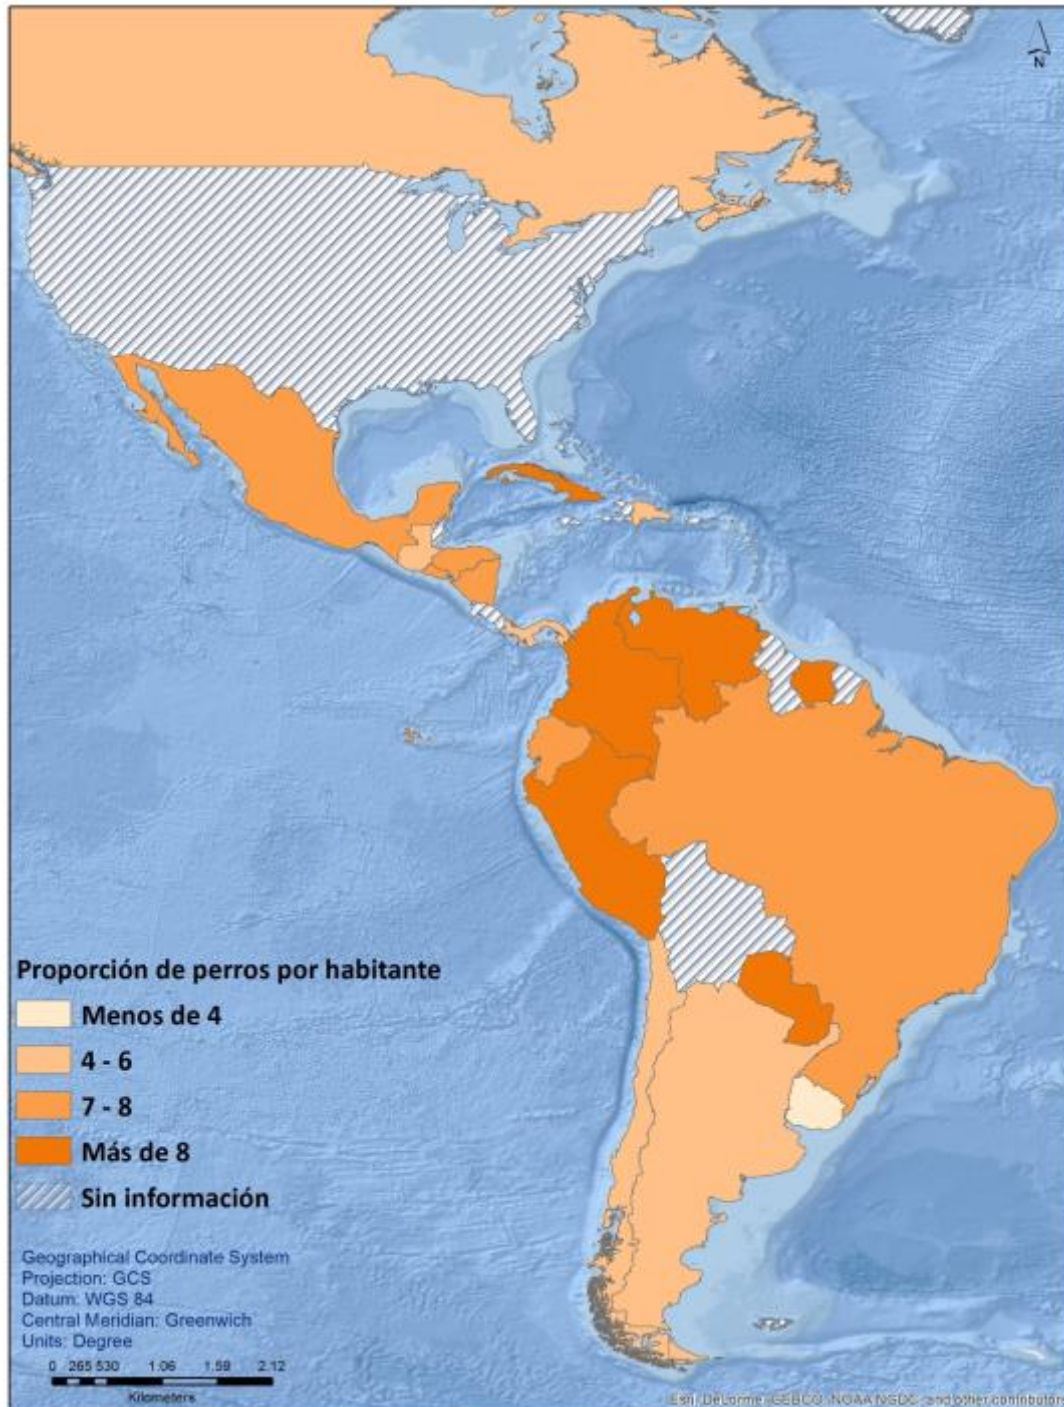 N
Proporción de perros por habitante
Menos de 4
4 - 6
7 - 8
Más de 8
Sin información
Geographical Coordinate System
Projection: GCS
Datum: WGS 84
Central Meridian: Greenwich
Units: Degree
0 265 530 1.06 1.59 2.12
Kilometers
Esri, DeLorme, GEBCO, NOAA NGDC, and other contributors